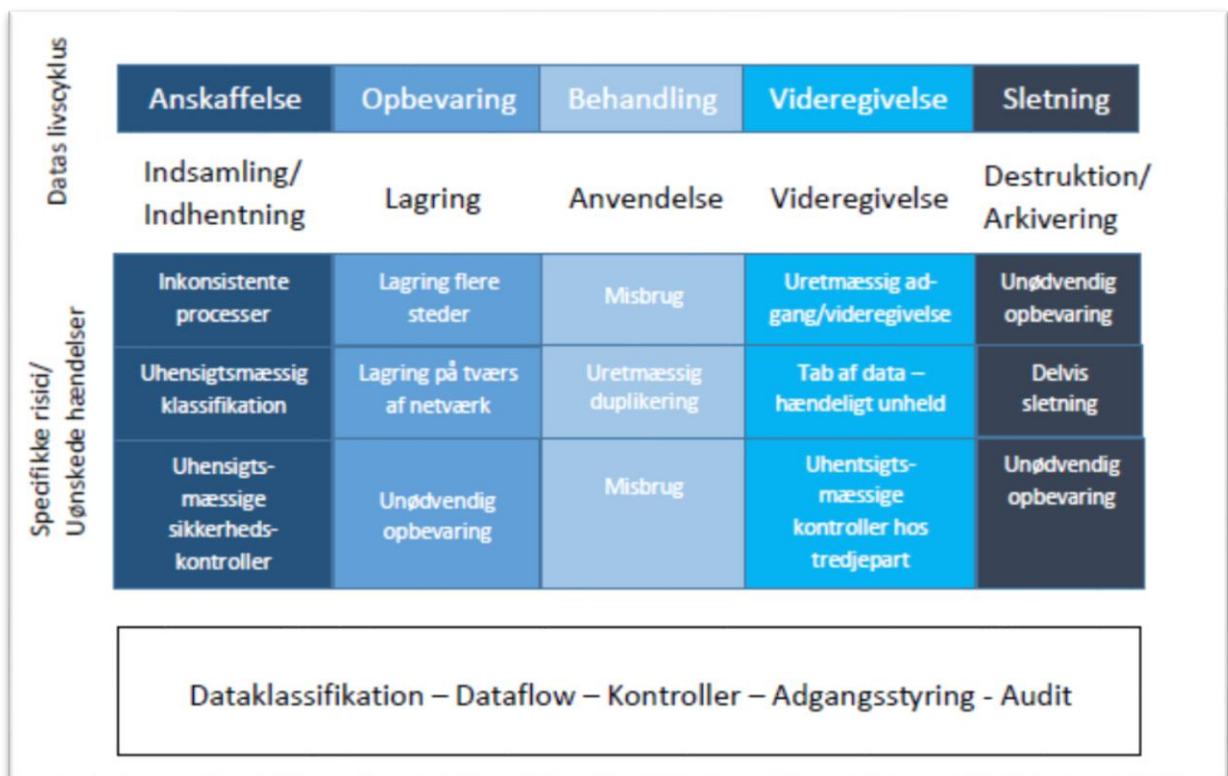 Datas livscyklus
Anskaffelse
Opbevaring
Behandling
Videregivelse
Sletning
Indsamling/
Indhentning
Lagring
Anvendelse
Videregivelse
Destruktion/
Arkivering
Specifikke risici/
Uønskede hændelser
Inkonsistente
processer
Lagring flere
steder
Misbrug
Uretmæssig ad-
gang/videregivelse
Unødvendig
opbevaring
Uhensigtsmæssig
klassifikation
Lagring på tværs
af netværk
Uretmæssig
duplikering
Tab af data –
hændeligt unheld
Delvis
sletning
Uhensigts-
mæssige
sikkerheds-
kontroller
Unødvendig
opbevaring
Misbrug
Uhentsigts-
mæssige
kontroller hos
tredjepart
Unødvendig
opbevaring
Dataklassifikation – Dataflow – Kontroller – Adgangsstyring - Audit